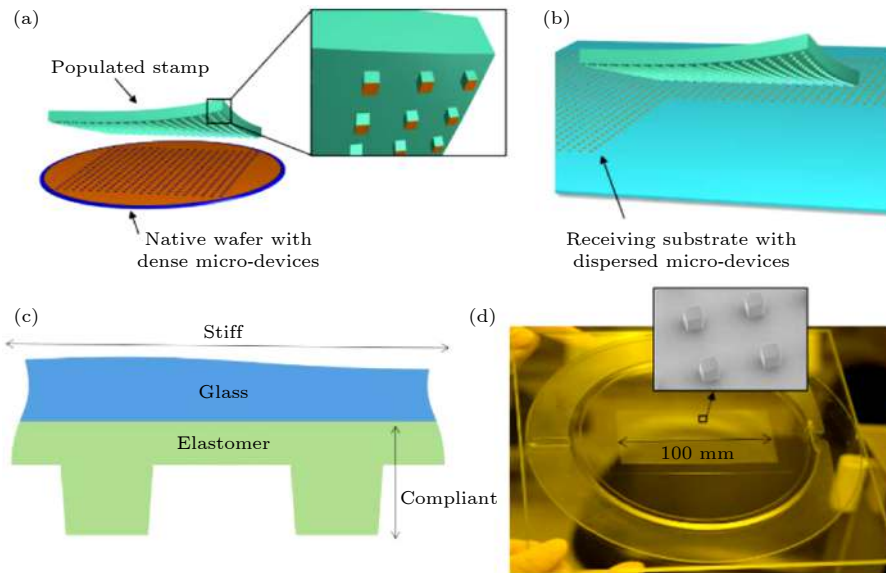 (a)
Populated stamp
Native wafer with
dense micro-devices
(b)
Receiving substrate with
dispersed micro-devices
(c)
Stiff
Glass
Elastomer
Compliant
(d)
100 mm